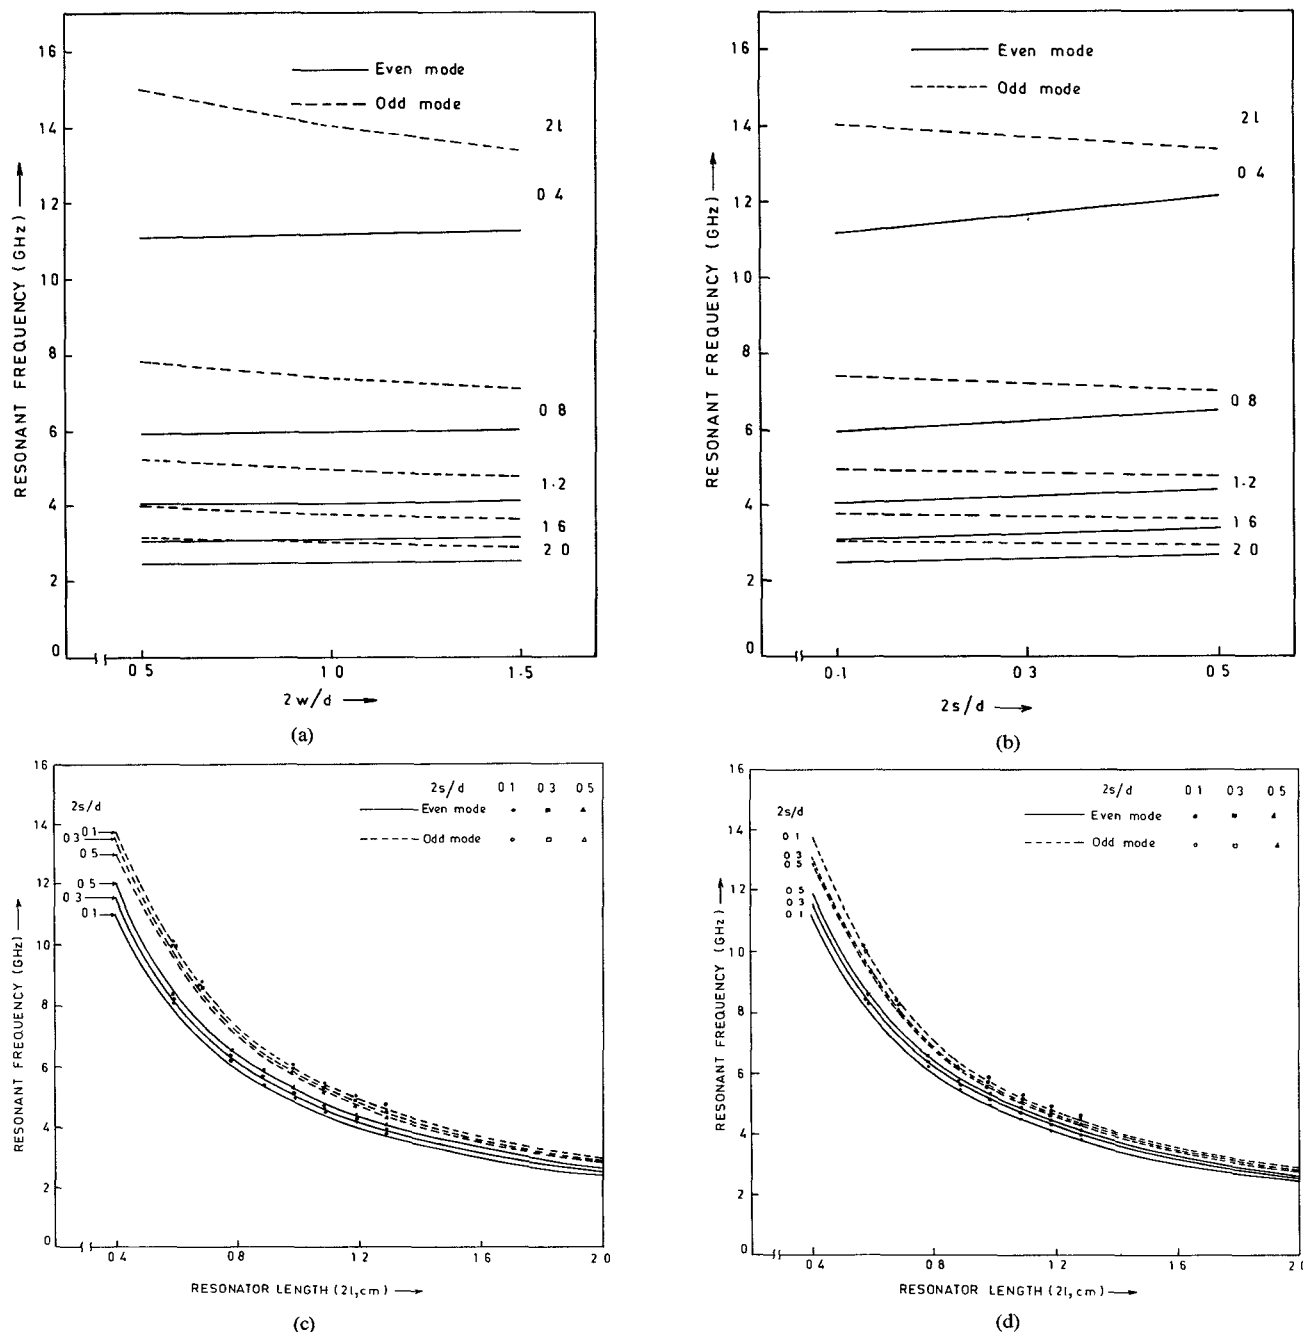 16
Even mode
Odd mode
14
2l
12
0 4
10
8
0 8
6
1·2
4
1 6
2 0
2
0
0 5
1 0
1·5
RESONANT FREQUENCY (GHz)
2 w/d
(a)
16
Even mode
Odd mode
14
2l
0 4
12
10
8
0 8
6
1·2
4
1 6
2 0
2
0
0·1
0·3
0·5
RESONANT FREQUENCY (GHz)
2s/d
(b)
16
2s/d 0 1 0 3 0 5
Even mode
Odd mode
2s/d
14
0 1
0 3
0 5
12
0 5
0 3
0 1
10
8
6
4
2
0
0 4
0 8
1 2
1 6
2 0
RESONANT FREQUENCY (GHz)
RESONATOR LENGTH (2l, cm)
(c)
16
2s/d 0 1 0 3 0 5
Even mode
Odd mode
2s/d
14
0 1
0 3
0 5
12
0 5
0 3
0 1
10
8
6
4
2
0
0 4
0 8
1 2
1 6
2 0
RESONANT FREQUENCY (GHz)
RESONATOR LENGTH (2l, cm)
(d)